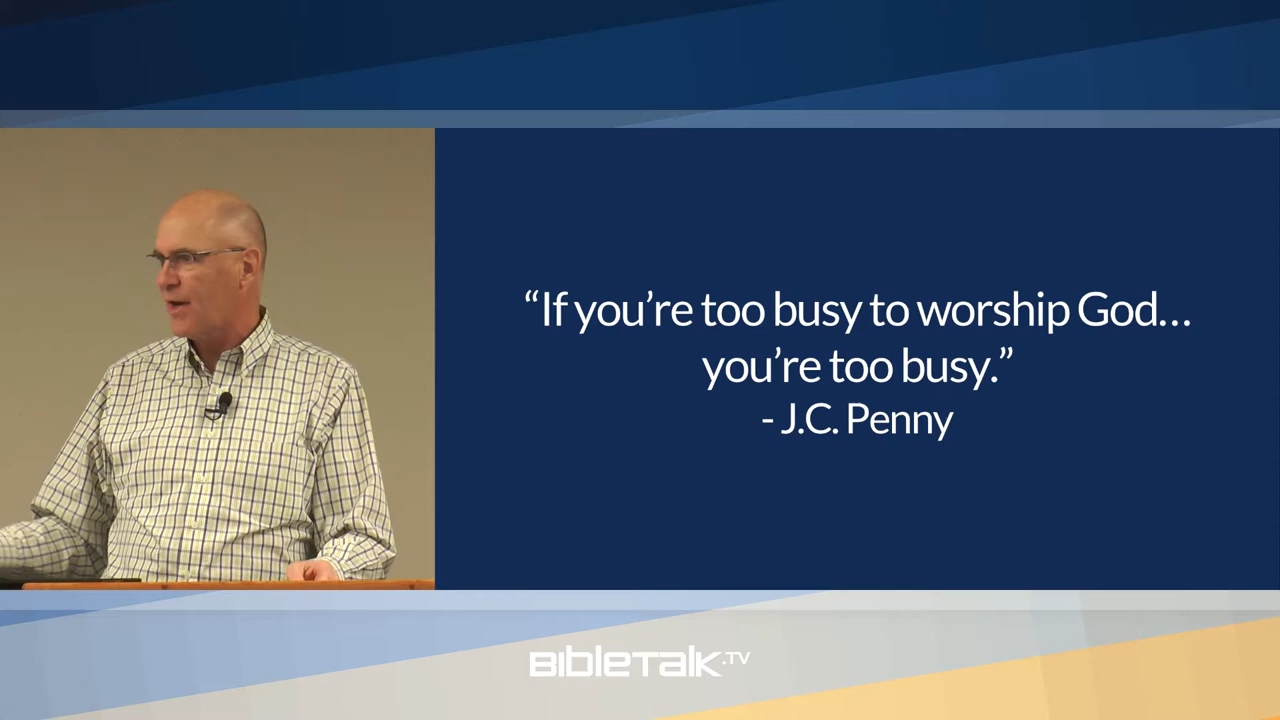 “If you’re too busy to worship God…
you’re too busy.”
- J.C. Penny
BibleTalk.TV